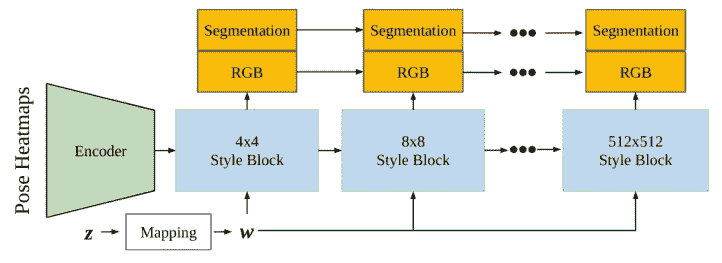 Segmentation
Segmentation
Segmentation
RGB
RGB
RGB
Pose Heatmaps
Encoder
4x4
Style Block
8x8
Style Block
512x512
Style Block
z
Mapping
w